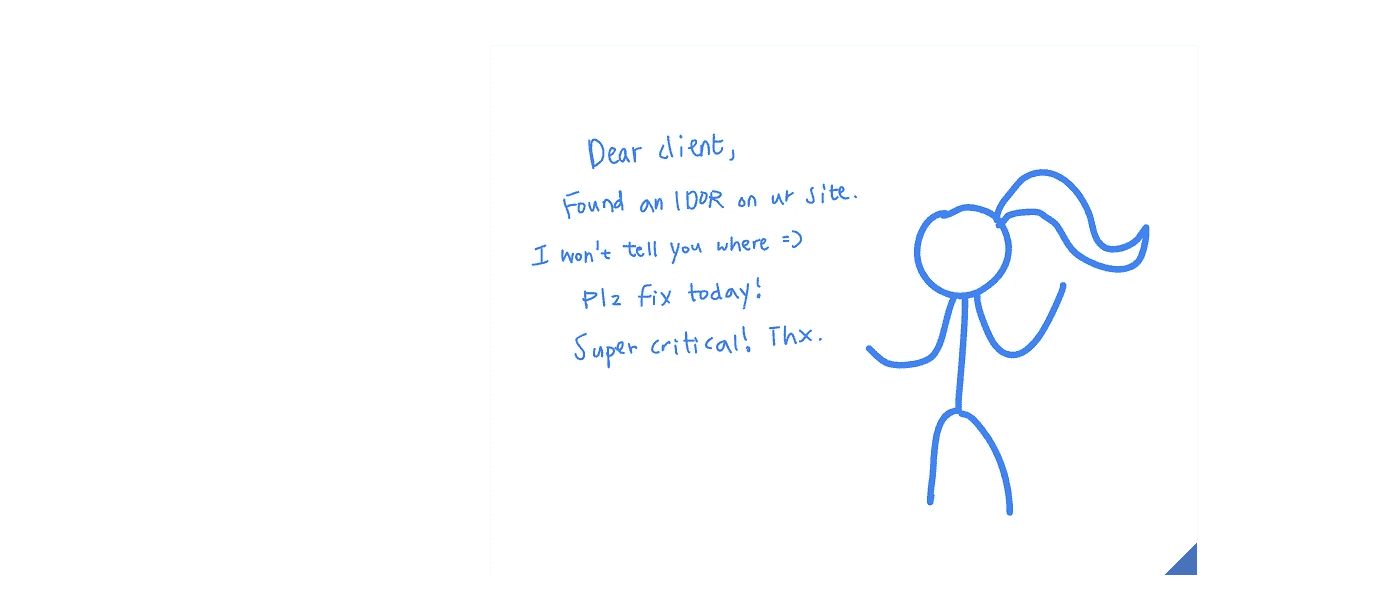 Dear client,
Found an IDOR on ur site.
I won't tell you where =)
Plz fix today!
Super critical! Thx.